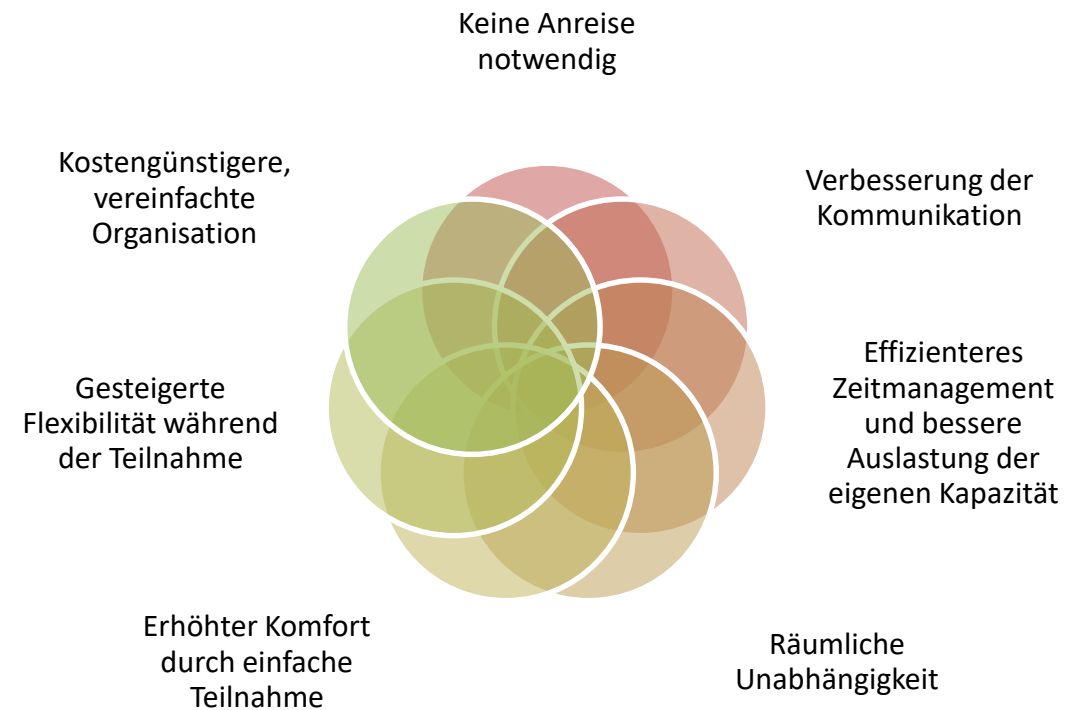 Keine Anreise
notwendig
Verbesserung der
Kommunikation
Effizienteres
Zeitmanagement
und bessere
Auslastung der
eigenen Kapazität
Räumliche
Unabhängigkeit
Erhöhter Komfort
durch einfache
Teilnahme
Gesteigerte
Flexibilität während
der Teilnahme
Kostengünstigere,
vereinfachte
Organisation